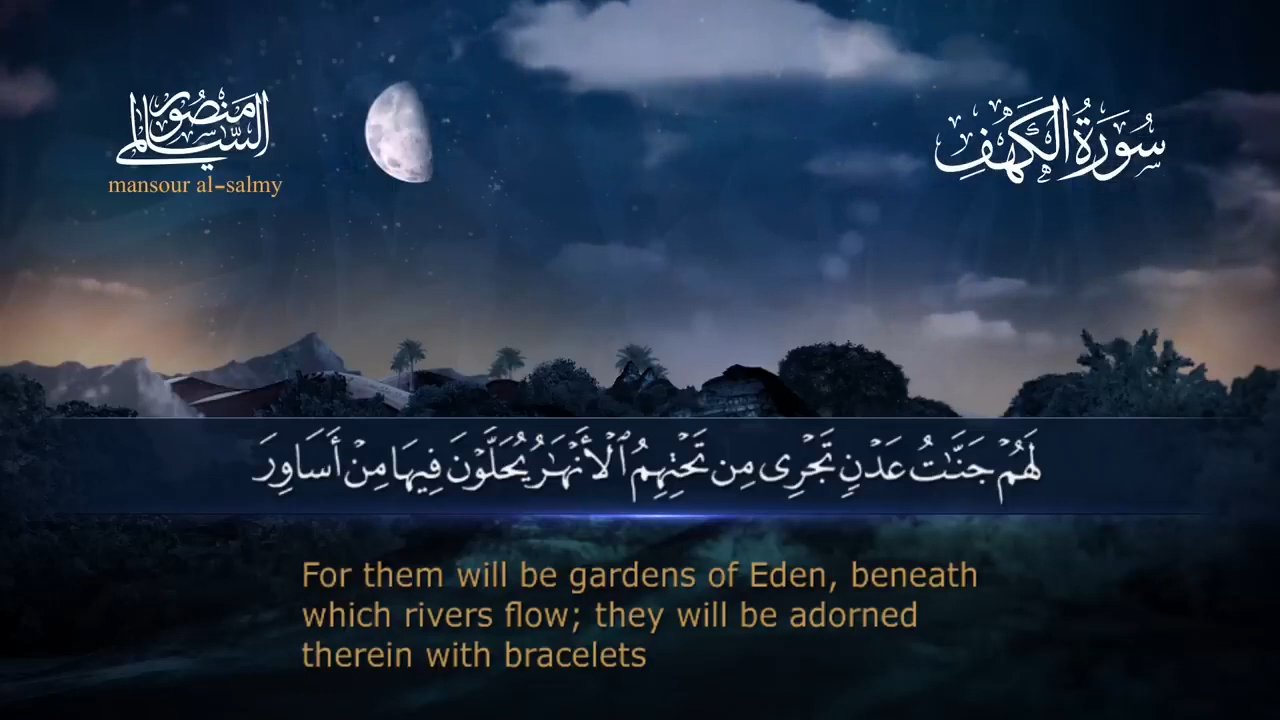 منصور السالمي
mansour al-salmy
سُورَةُ الكَهْفِ
لَهُمْ جَنَّٰتُ عَدْنٍ تَجْرِى مِن تَحْتِهِمُ ٱلْأَنْهَٰرُ يُحَلَّوْنَ فِيهَا مِنْ أَسَاوِرَ
For them will be gardens of Eden, beneath
which rivers flow; they will be adorned
therein with bracelets